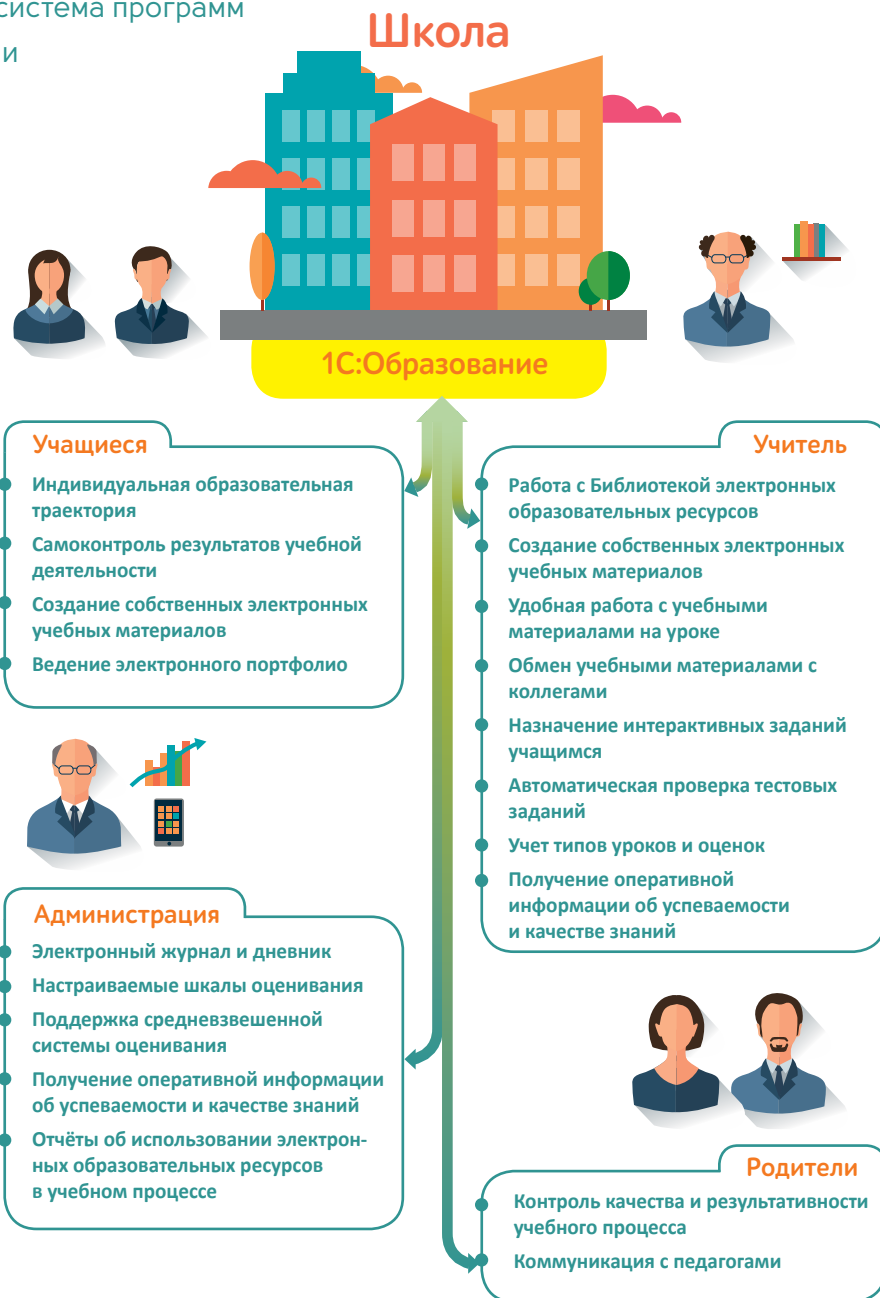 система программ
и
Школа
1С:Образование
Учащиеся
Индивидуальная образовательная
траектория
Самоконтроль результатов учебной
деятельности
Создание собственных электронных
учебных материалов
Ведение электронного портфолио
Учитель
Работа с Библиотекой электронных
образовательных ресурсов
Создание собственных электронных
учебных материалов
Удобная работа с учебными
материалами на уроке
Обмен учебными материалами с
коллегами
Назначение интерактивных заданий
учащимся
Автоматическая проверка тестовых
заданий
Учет типов уроков и оценок
Получение оперативной
информации об успеваемости
и качестве знаний
Администрация
Электронный журнал и дневник
Настраиваемые шкалы оценивания
Поддержка средневзвешенной
системы оценивания
Получение оперативной информации
об успеваемости и качестве знаний
Отчёты об использовании электрон-
ных образовательных ресурсов
в учебном процессе
Родители
Контроль качества и результативности
учебного процесса
Коммуникация с педагогами